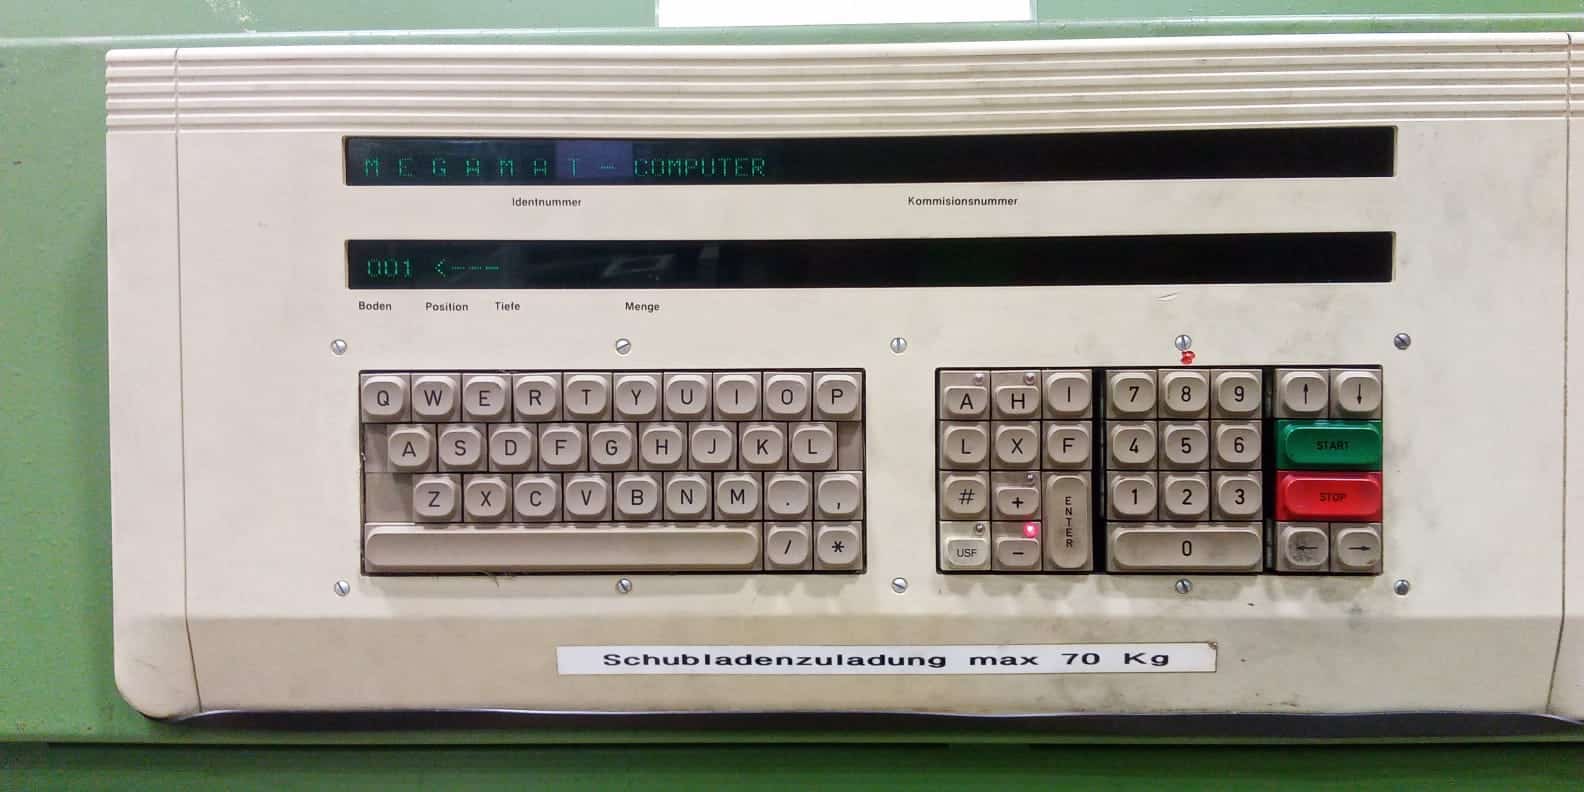 M E G A M A T - COMPUTER
Identnummer Kommisionsnummer
001 <---
Boden Position Tiefe Menge
Q W E R T Y U I O P
A S D F G H J K L
Z X C V B N M . ,
/ *
A H I 7 8 9 ↑ ↓
L X F 4 5 6 START
# + ENTER 1 2 3 STOP
USF - 0 ← →
Schubladenzuladung max 70 Kg